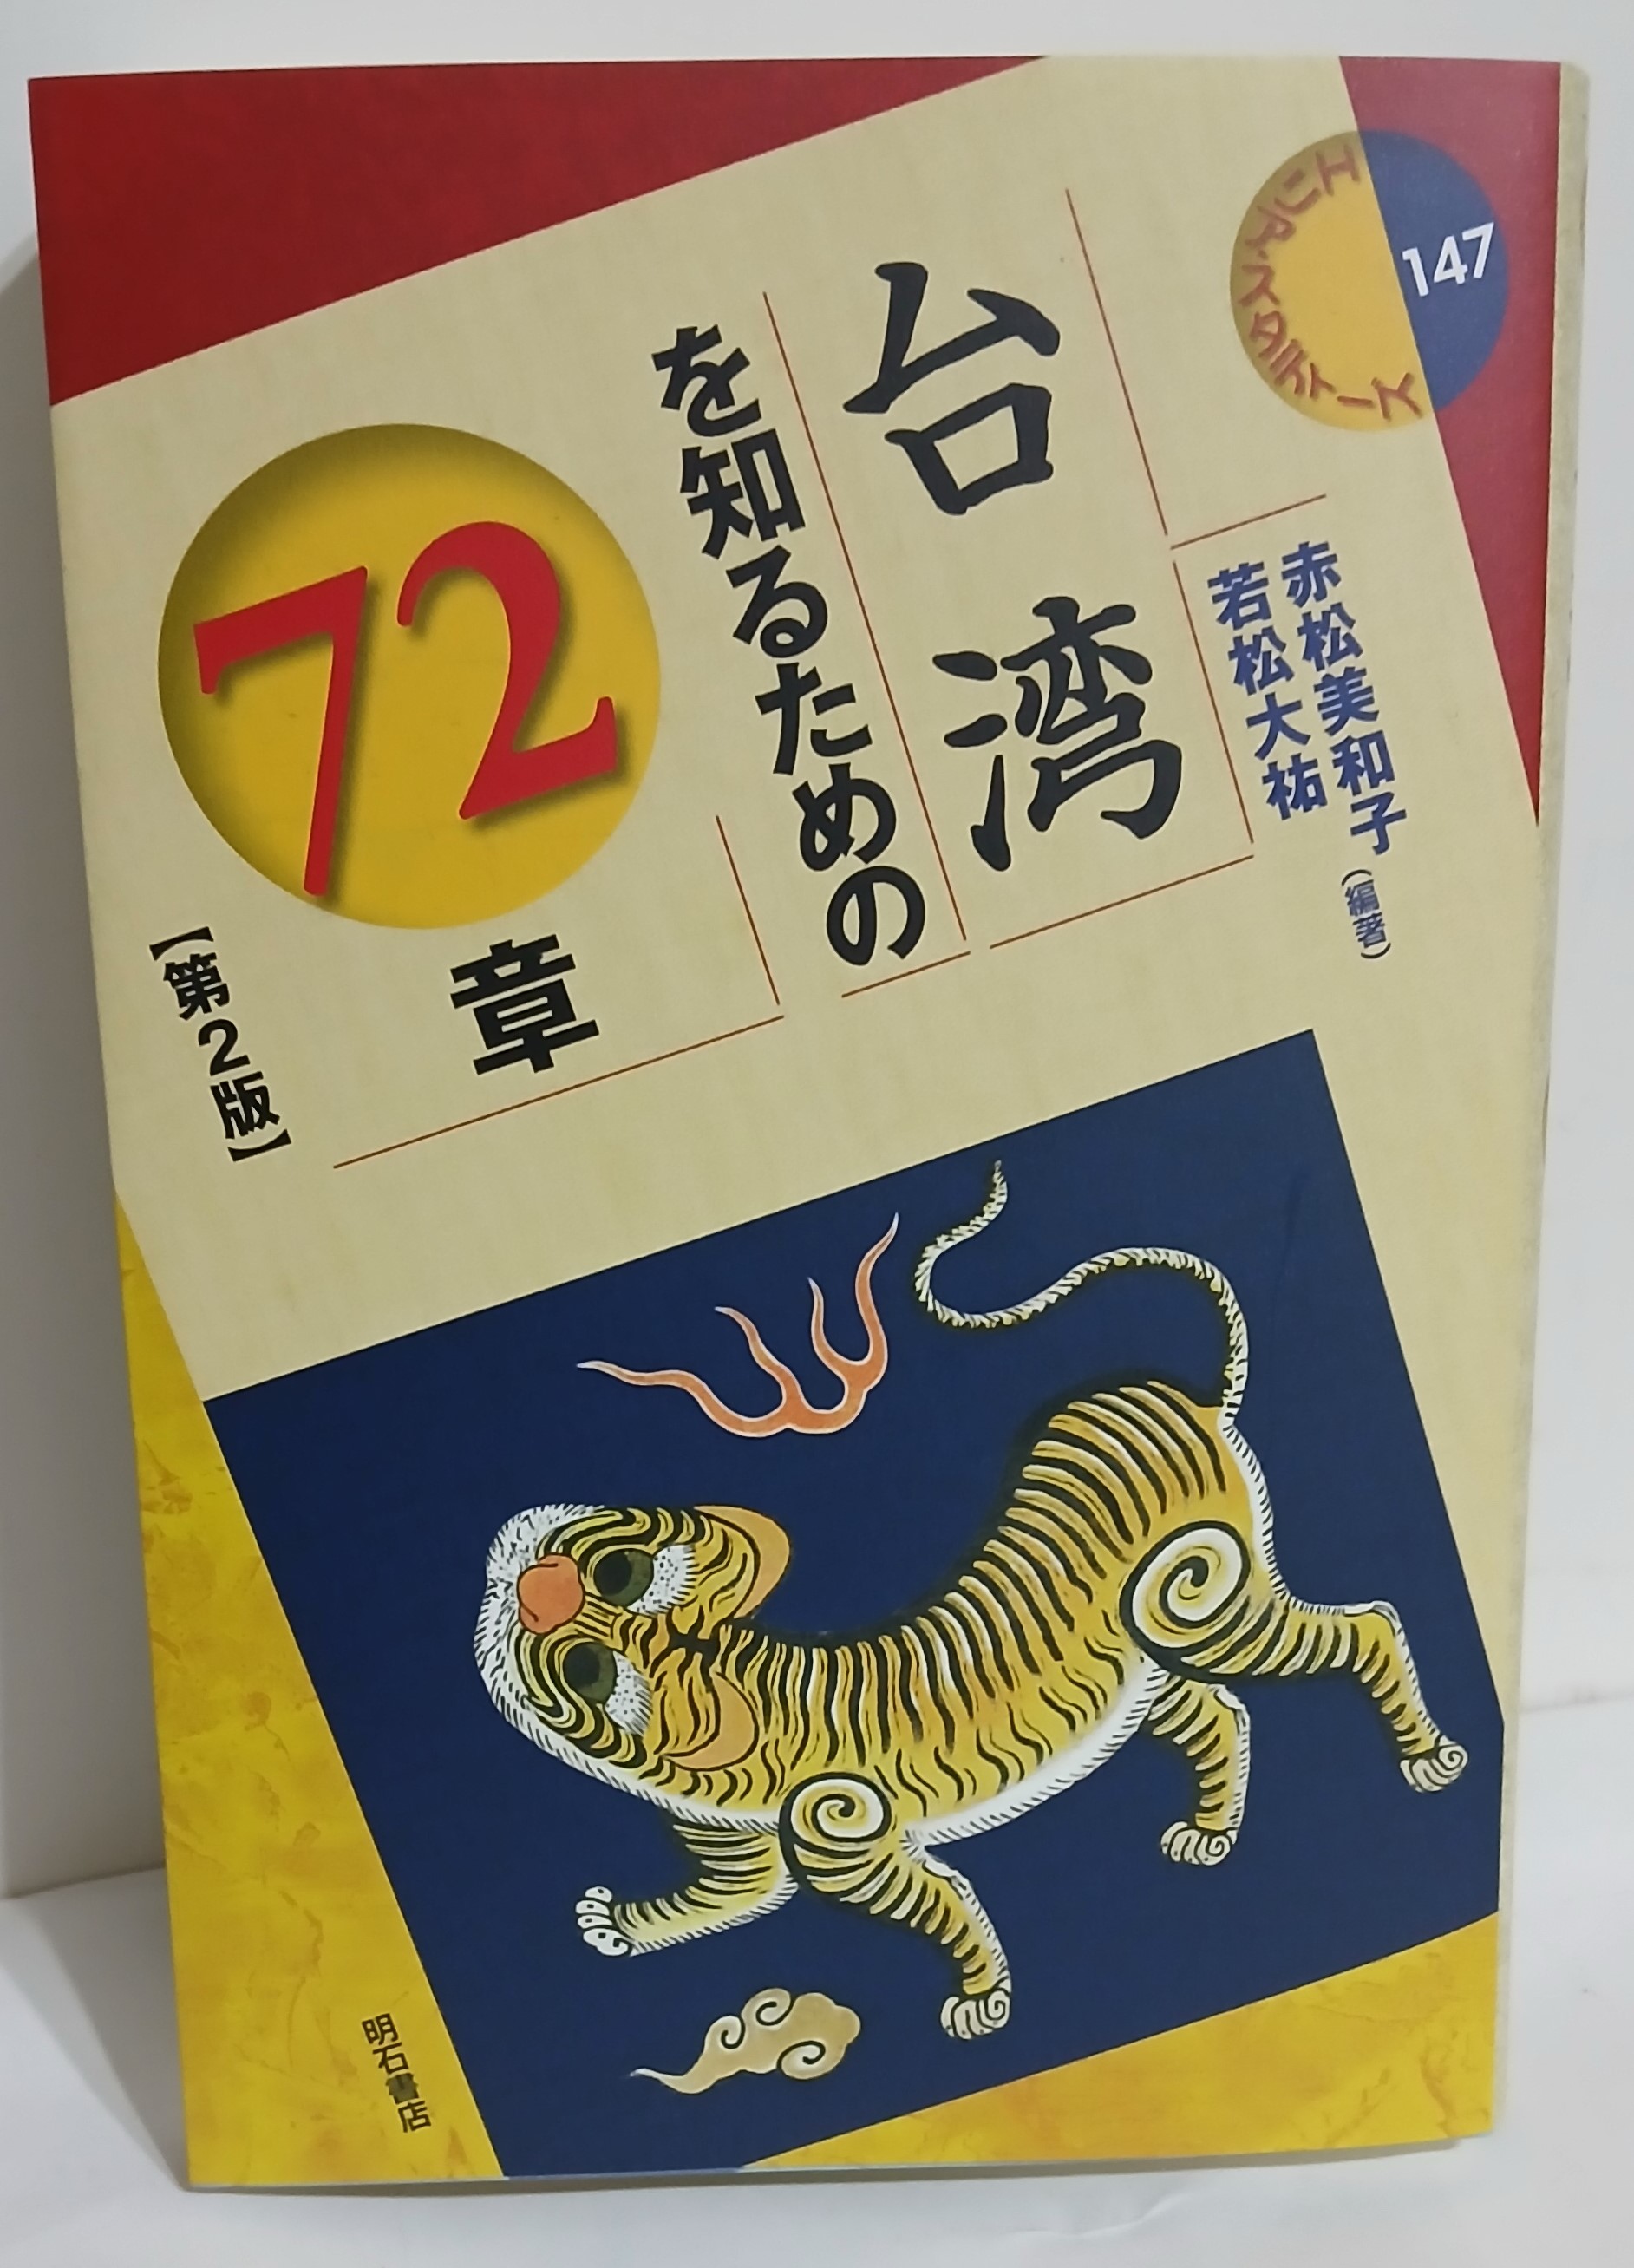 エリア・スタディーズ
147
赤松美和子
若松大祐
(編著)
台湾
を知るための
72
章
【第2版】
明石書店